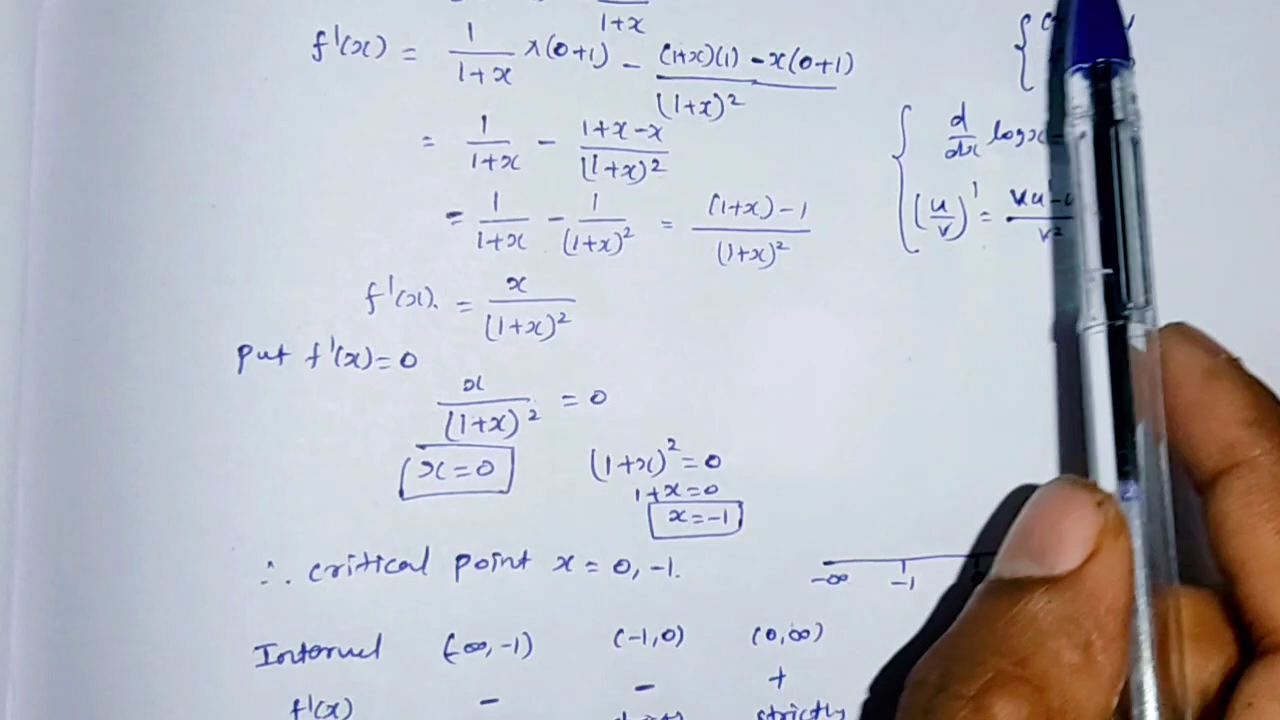 1+x
f'(x) = 1/(1+x) × (0+1) - ((1+x)(1) - x(0+1))/(1+x)²
= 1/(1+x) - (1+x-x)/(1+x)²
= 1/(1+x) - 1/(1+x)² = ((1+x)-1)/(1+x)²
d/dx logx
(u/v)' =
v²
f'(x). = x/(1+x)²
put f'(x)=0
x/(1+x)² = 0
x=0
(1+x)²=0
1+x=0
x=-1
∴ critical point x = 0, -1.
-∞ -1
Interval (-∞,-1) (-1,0) (0,∞)
f'(x) - - +
strictly